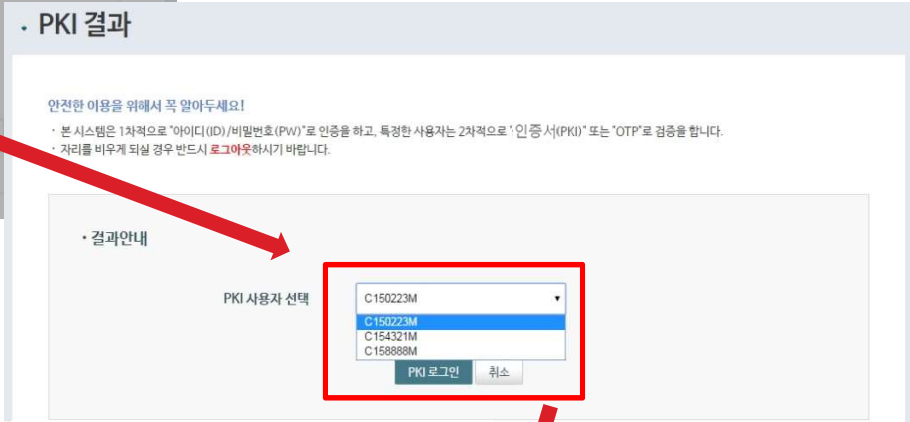 · PKI 결과
안전한 이용을 위해서 꼭 알아두세요!
· 본 시스템은 1차적으로 "아이디(ID)/비밀번호(PW)"로 인증을 하고, 특정한 사용자는 2차적으로 "인증서(PKI)" 또는 "OTP"로 검증을 합니다.
· 자리를 비우게 되실 경우 반드시 로그아웃하시기 바랍니다.
· 결과안내
PKI 사용자 선택 C150223M
C150223M
C154321M
C158888M
PKI 로그인 취소